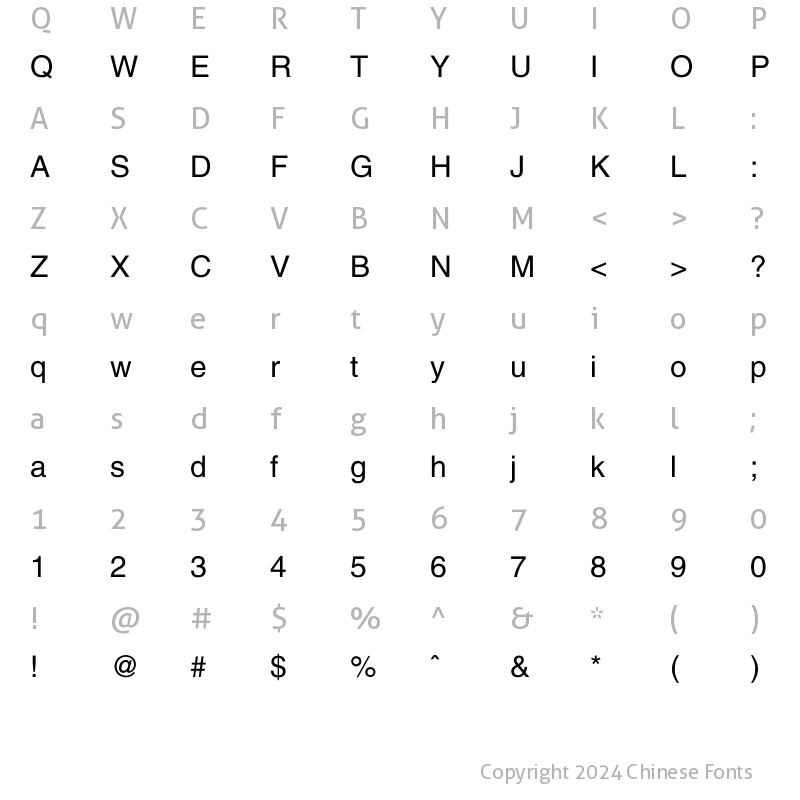 Q W E R T Y U I O P
Q W E R T Y U I O P
A S D F G H J K L :
A S D F G H J K L :
Z X C V B N M < > ?
Z X C V B N M < > ?
q w e r t y u i o p
q w e r t y u i o p
a s d f g h j k l ;
a s d f g h j k l ;
1 2 3 4 5 6 7 8 9 0
1 2 3 4 5 6 7 8 9 0
! @ # $ % ^ & * ( )
! @ # $ % ˆ & * ( )
Copyright 2024 Chinese Fonts